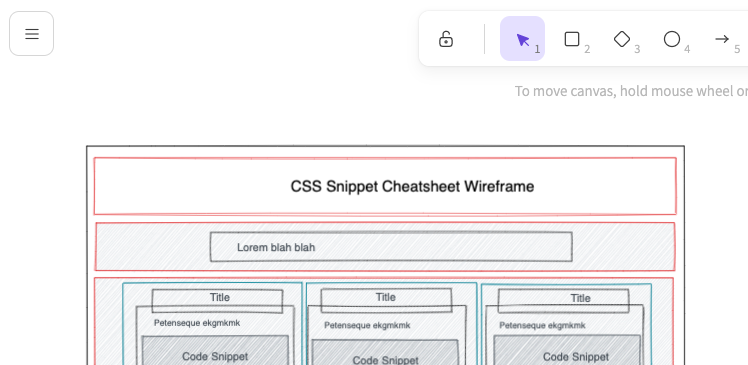 1 2 3 4 5
To move canvas, hold mouse wheel or
CSS Snippet Cheatsheet Wireframe
Lorem blah blah
Title Title Title
Petenseque ekgmkmk Petenseque ekgmkmk Petenseque ekgmkmk
Code Snippet Code Snippet Code Snippet